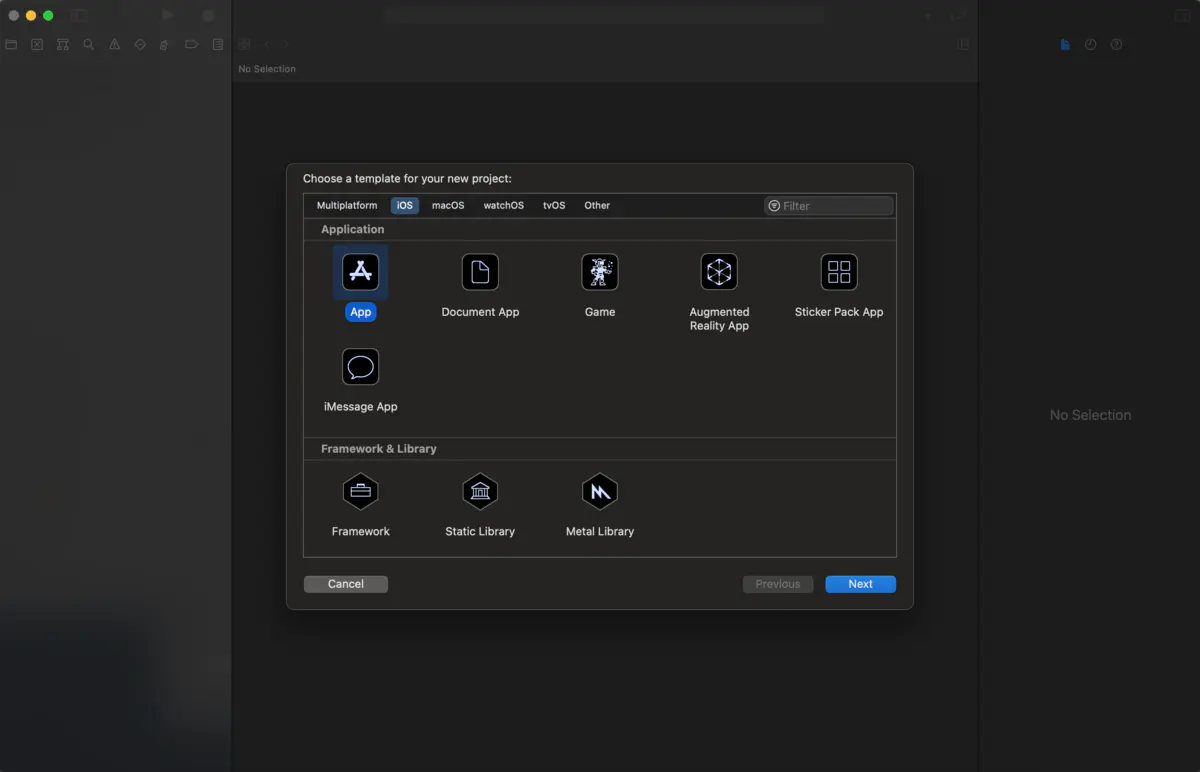 No Selection
Choose a template for your new project:
Multiplatform iOS macOS watchOS tvOS Other Filter
Application
App Document App Game Augmented Reality App Sticker Pack App
iMessage App
Framework & Library
Framework Static Library Metal Library
Cancel Previous Next
No Selection